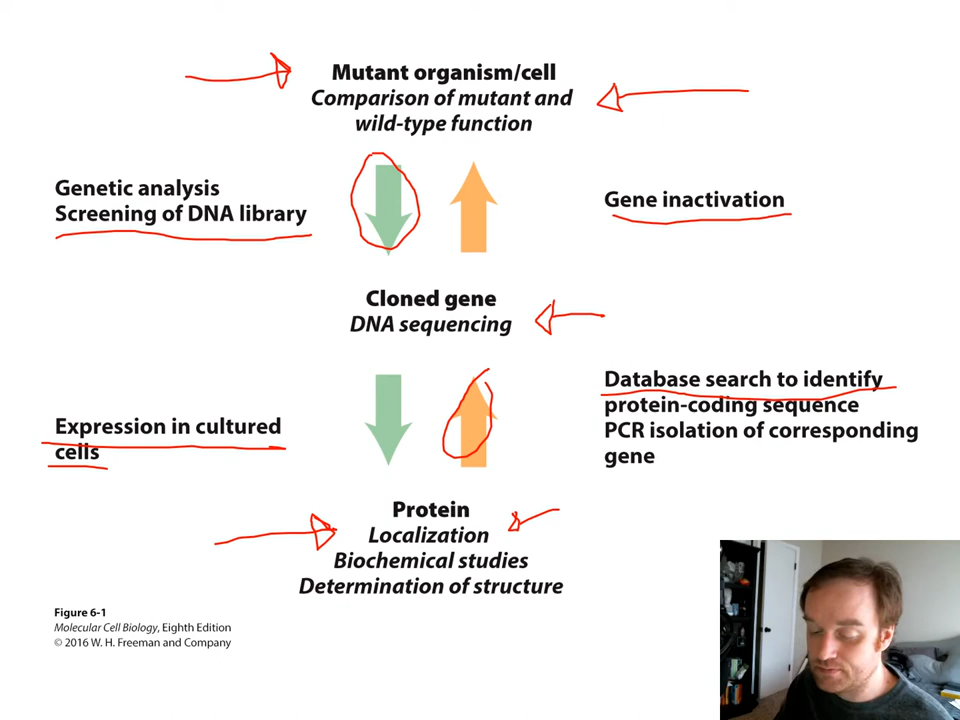 Mutant organism/cell
Comparison of mutant and
wild-type function
Genetic analysis
Screening of DNA library
Gene inactivation
Cloned gene
DNA sequencing
Expression in cultured
cells
Database search to identify
protein-coding sequence
PCR isolation of corresponding
gene
Protein
Localization
Biochemical studies
Determination of structure
Figure 6-1
Molecular Cell Biology, Eighth Edition
© 2016 W. H. Freeman and Company